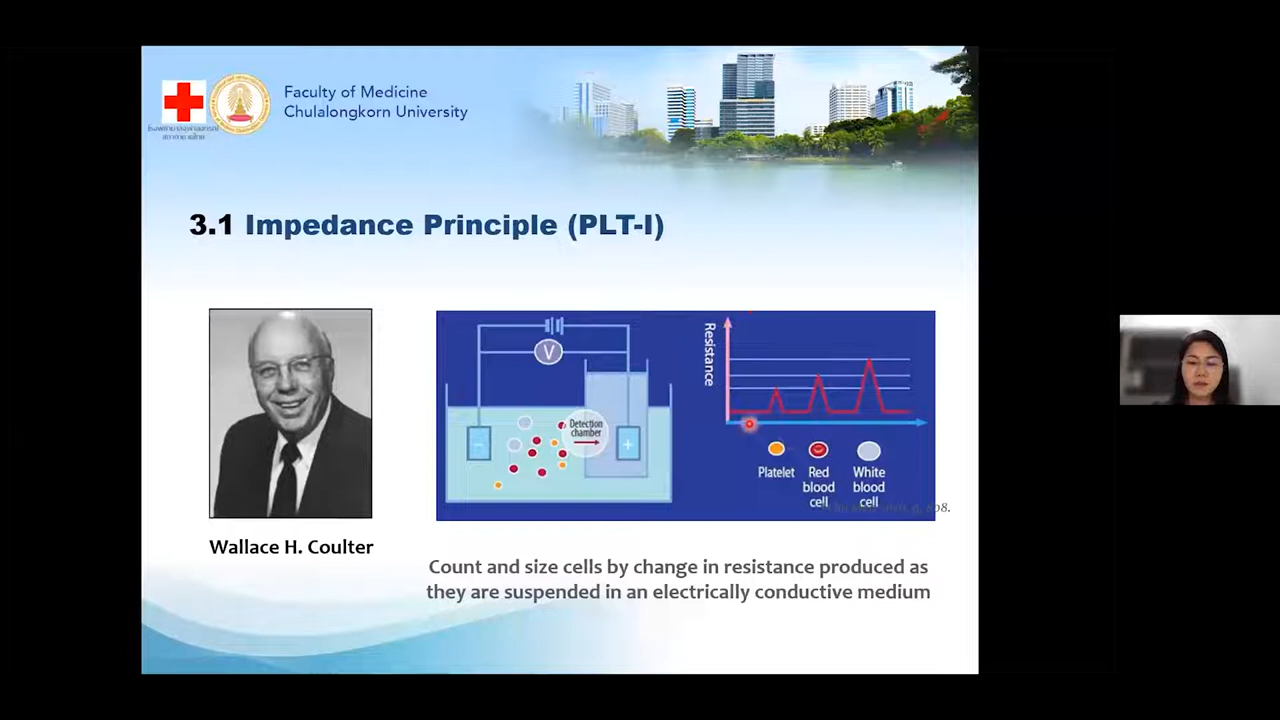 Faculty of Medicine
Chulalongkorn University
3.1 Impedance Principle (PLT-I)
V
Detection
chamber
Resistance
Platelet
Red
blood
cell
White
blood
cell
Wallace H. Coulter
Count and size cells by change in resistance produced as
they are suspended in an electrically conductive medium